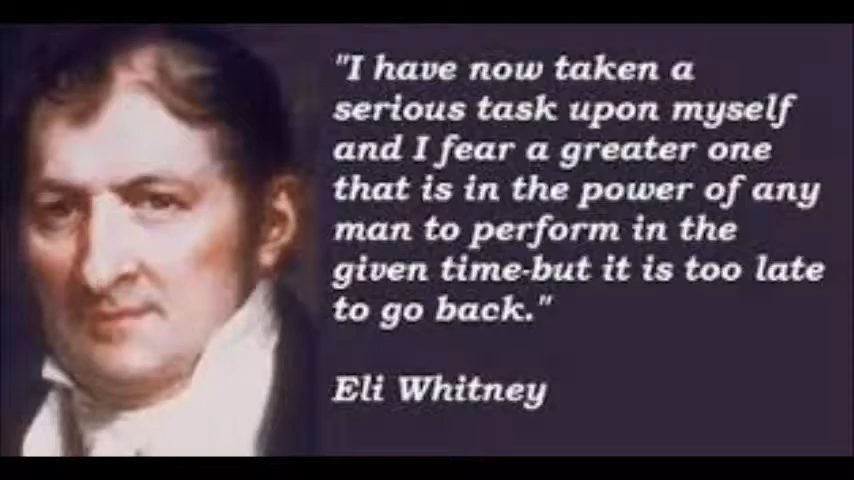 "I have now taken a
serious task upon myself
and I fear a greater one
that is in the power of any
man to perform in the
given time-but it is too late
to go back."
Eli Whitney